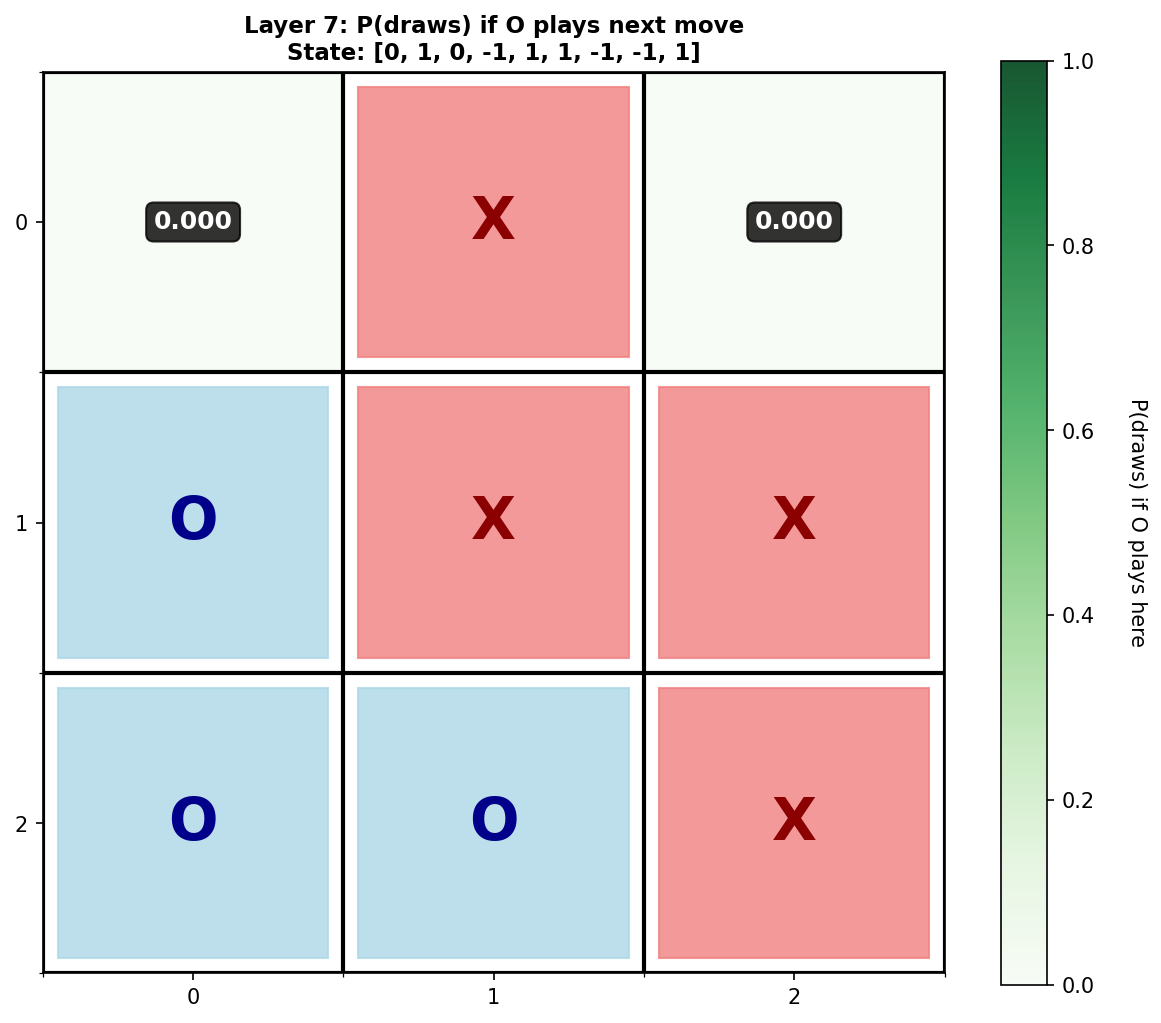 Layer 7: P(draws) if O plays next move
State: [0, 1, 0, -1, 1, 1, -1, -1, 1]
0.000 X 0.000
O X X
O O X
0
1
2
0 1 2
1.0
0.8
0.6
0.4
0.2
0.0
P(draws) if O plays here